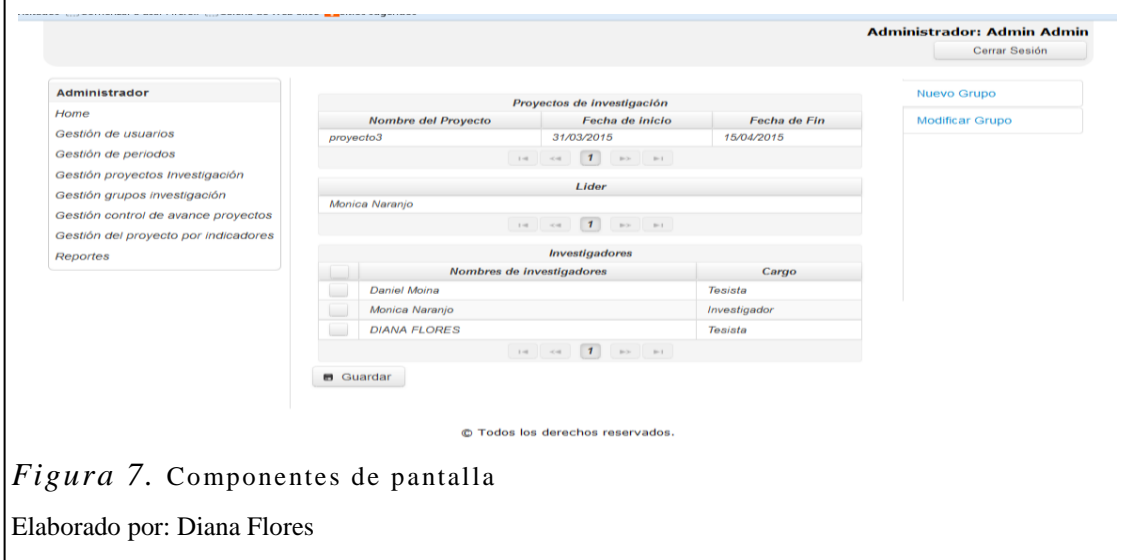 Administrador: Admin Admin
Cerrar Sesión
Administrador
Home
Gestión de usuarios
Gestión de periodos
Gestión proyectos Investigación
Gestión grupos investigación
Gestión control de avance proyectos
Gestión del proyecto por indicadores
Reportes
Proyectos de investigación
Nombre del Proyecto Fecha de inicio Fecha de Fin
proyecto3 31/03/2015 15/04/2015
1
Lider
Monica Naranjo
1
Investigadores
Nombres de investigadores Cargo
Daniel Moina Tesista
Monica Naranjo Investigador
DIANA FLORES Tesista
1
Guardar
Nuevo Grupo
Modificar Grupo
© Todos los derechos reservados.
Figura 7. Componentes de pantalla
Elaborado por: Diana Flores